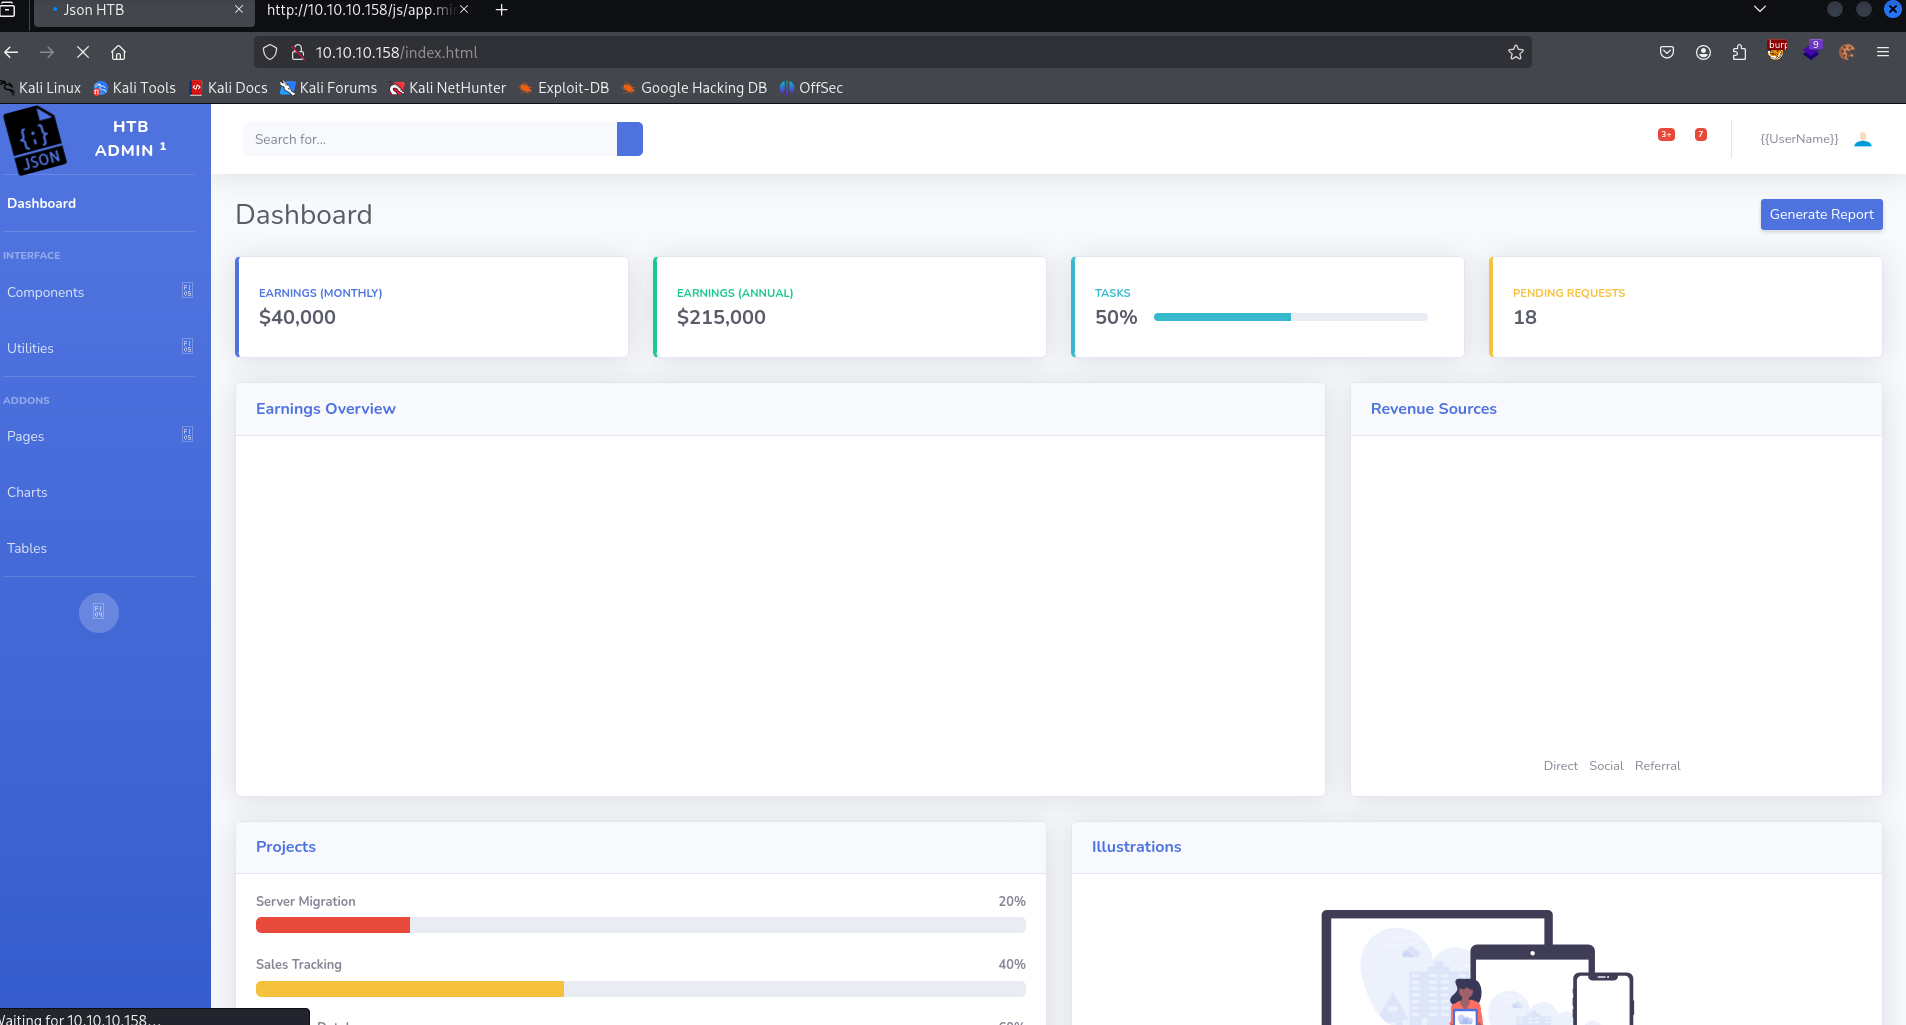 Json HTB
http://10.10.10.158/js/app.mi
10.10.10.158/index.html
burp
9
Kali Linux Kali Tools Kali Docs Kali Forums Kali NetHunter Exploit-DB Google Hacking DB OffSec
{;}
JSON
HTB
ADMIN 1
Search for...
3+
7
{{UserName}}
Dashboard
INTERFACE
Components
Utilities
ADDONS
Pages
Charts
Tables
Dashboard
Generate Report
EARNINGS (MONTHLY)
$40,000
EARNINGS (ANNUAL)
$215,000
TASKS
50%
PENDING REQUESTS
18
Earnings Overview
Revenue Sources
Direct Social Referral
Projects
Server Migration 20%
Sales Tracking 40%
Illustrations
Waiting for 10.10.10.158...